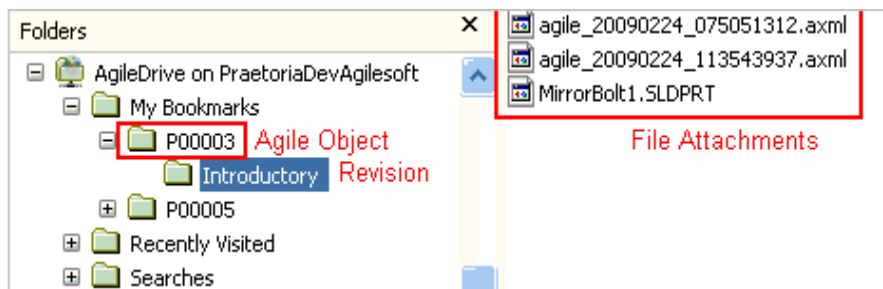 Folders
AgileDrive on PraetoriaDevAgilesoft
My Bookmarks
P00003 Agile Object
Introductory Revision
P00005
Recently Visited
Searches
agile_20090224_075051312.axml
agile_20090224_113543937.axml
MirrorBolt1.SLDPRT
File Attachments